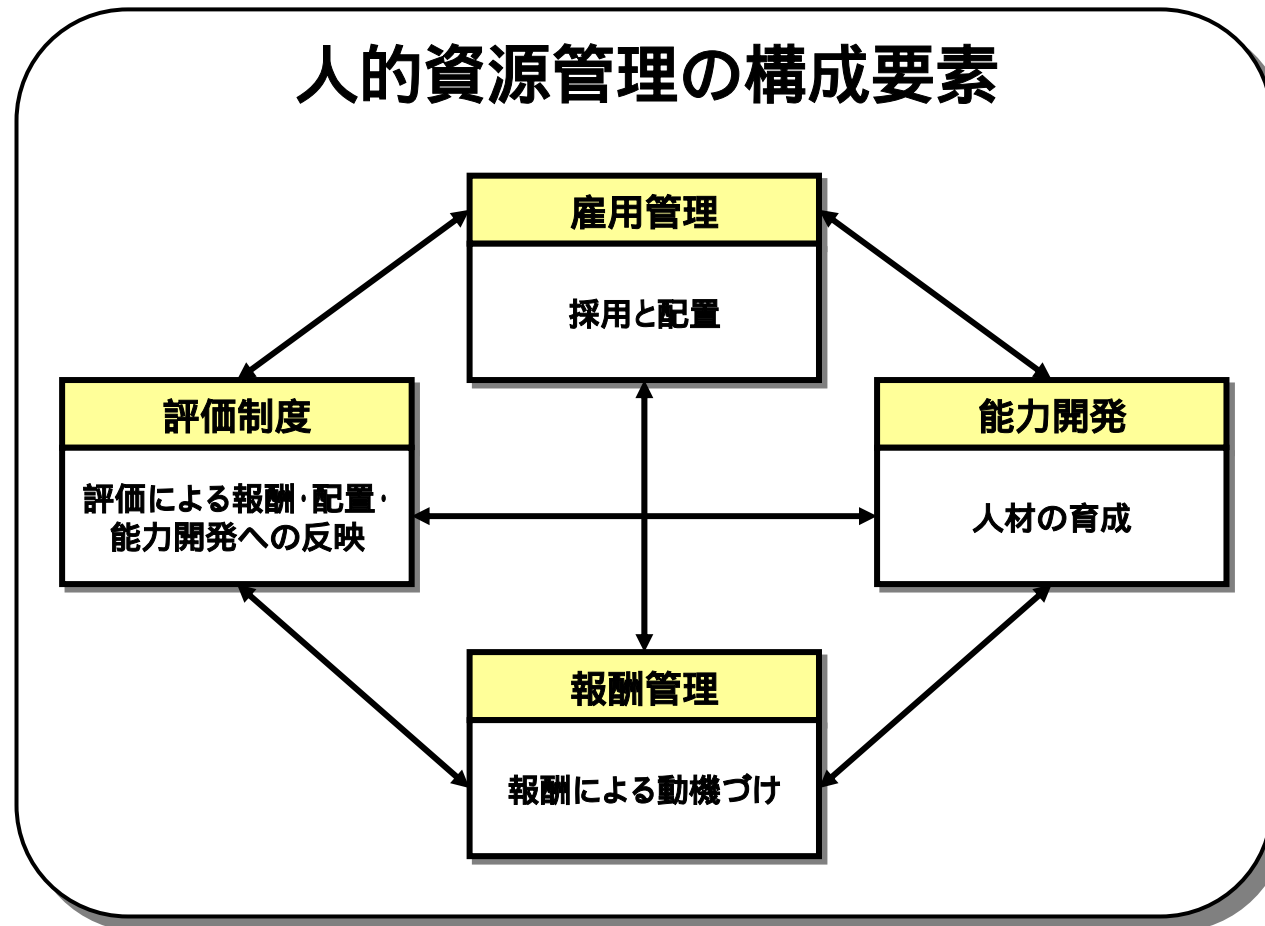 人的資源管理の構成要素
雇用管理
採用と配置
評価制度
評価による報酬・配置・
能力開発への反映
能力開発
人材の育成
報酬管理
報酬による動機づけ